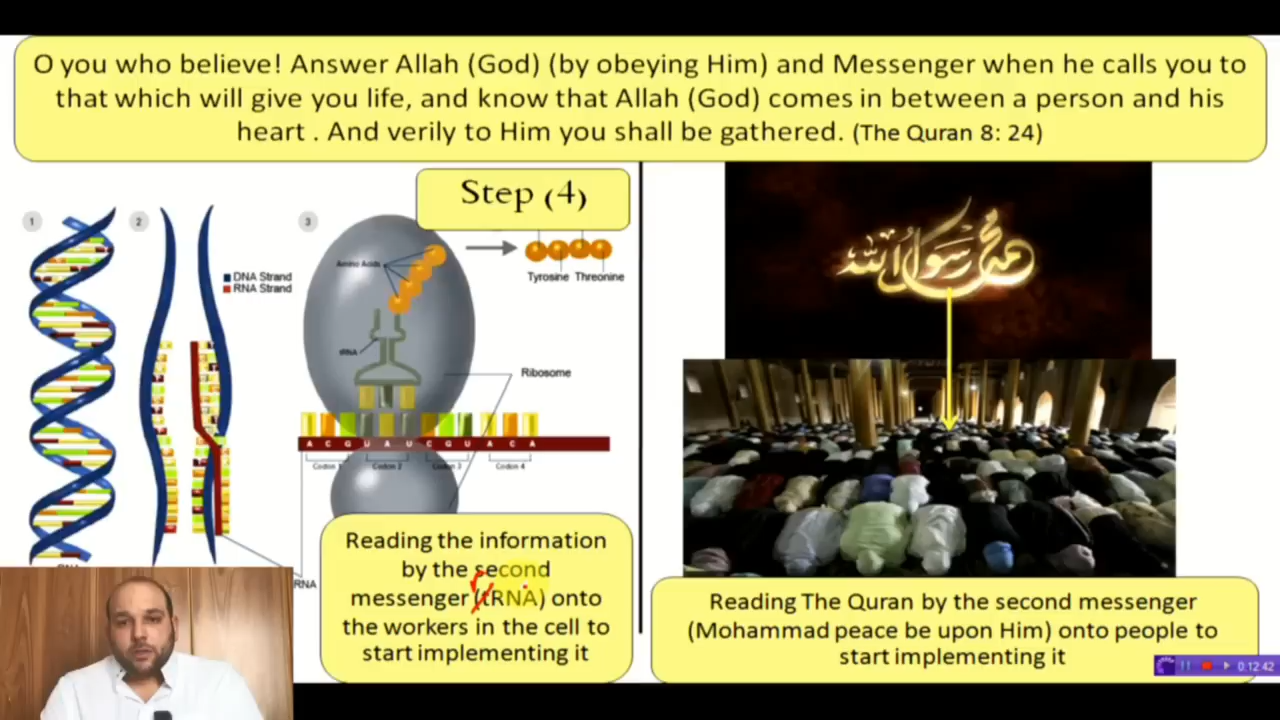 O you who believe! Answer Allah (God) (by obeying Him) and Messenger when he calls you to
that which will give you life, and know that Allah (God) comes in between a person and his
heart . And verily to Him you shall be gathered. (The Quran 8: 24)
Step (4)
1
2
3
DNA Strand
RNA Strand
Amino Acids
Tyrosine Threonine
tRNA
Ribosome
A C G U A U C G U A C A
Codon 1 Codon 2 Codon 3 Codon 4
RNA
Reading the information
by the second
messenger (tRNA) onto
the workers in the cell to
start implementing it
محمد رسول الله
Reading The Quran by the second messenger
(Mohammad peace be upon Him) onto people to
start implementing it
0:12:42